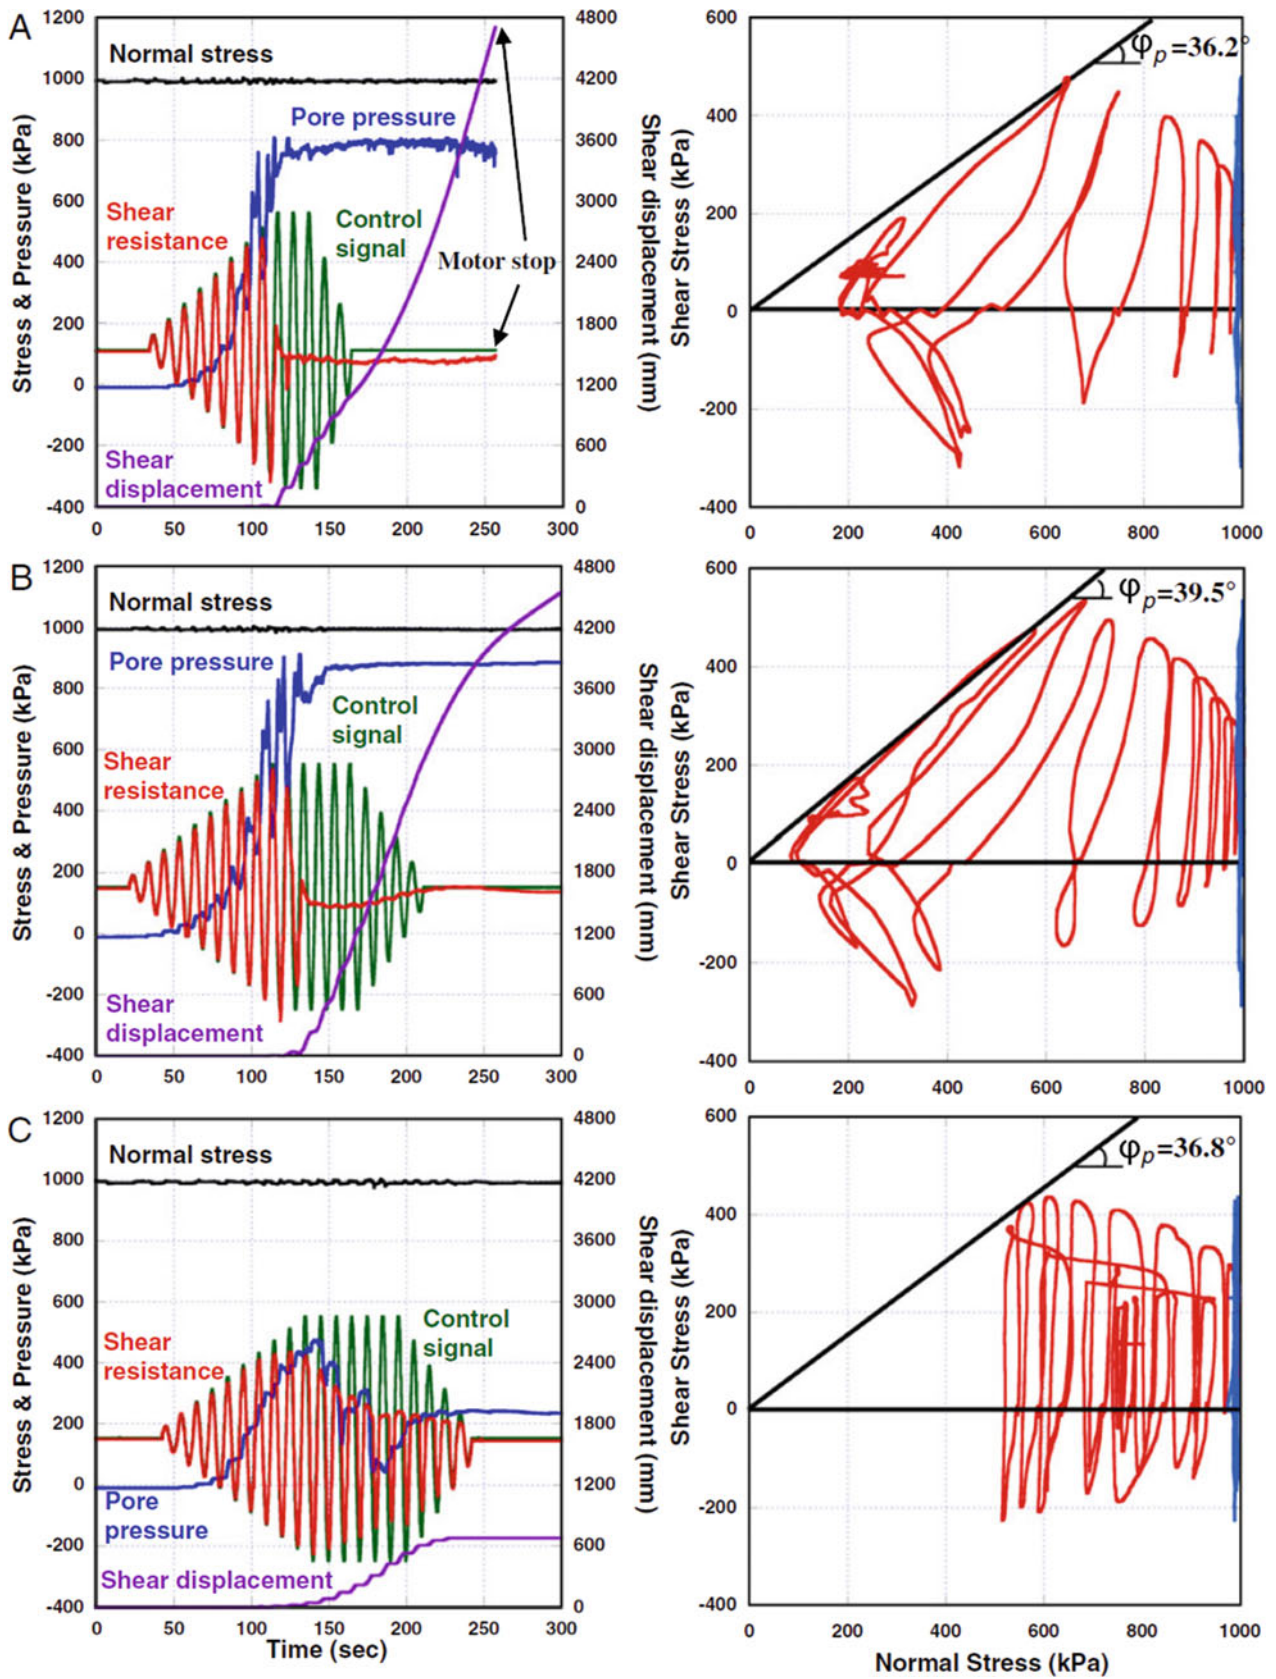 A
1200
1000
800
600
400
200
0
-200
-400
Stress & Pressure (kPa)
Normal stress
Pore pressure
Shear
resistance
Control
signal
Motor stop
Shear
displacement
0 50 100 150 200 250 300
4800
4200
3600
3000
2400
1800
1200
600
0
Shear displacement (mm)
600
400
200
0
-200
-400
Shear Stress (kPa)
φp=36.2°
0 200 400 600 800 1000
B
1200
1000
800
600
400
200
0
-200
-400
Stress & Pressure (kPa)
Normal stress
Pore pressure
Control
signal
Shear
resistance
Shear
displacement
0 50 100 150 200 250 300
4800
4200
3600
3000
2400
1800
1200
600
0
Shear displacement (mm)
600
400
200
0
-200
-400
Shear Stress (kPa)
φp=39.5°
0 200 400 600 800 1000
C
1200
1000
800
600
400
200
0
-200
-400
Stress & Pressure (kPa)
Normal stress
Control
signal
Shear
resistance
Pore
pressure
Shear displacement
0 50 100 150 200 250 300
Time (sec)
4800
4200
3600
3000
2400
1800
1200
600
0
Shear displacement (mm)
600
400
200
0
-200
-400
Shear Stress (kPa)
φp=36.8°
0 200 400 600 800 1000
Normal Stress (kPa)